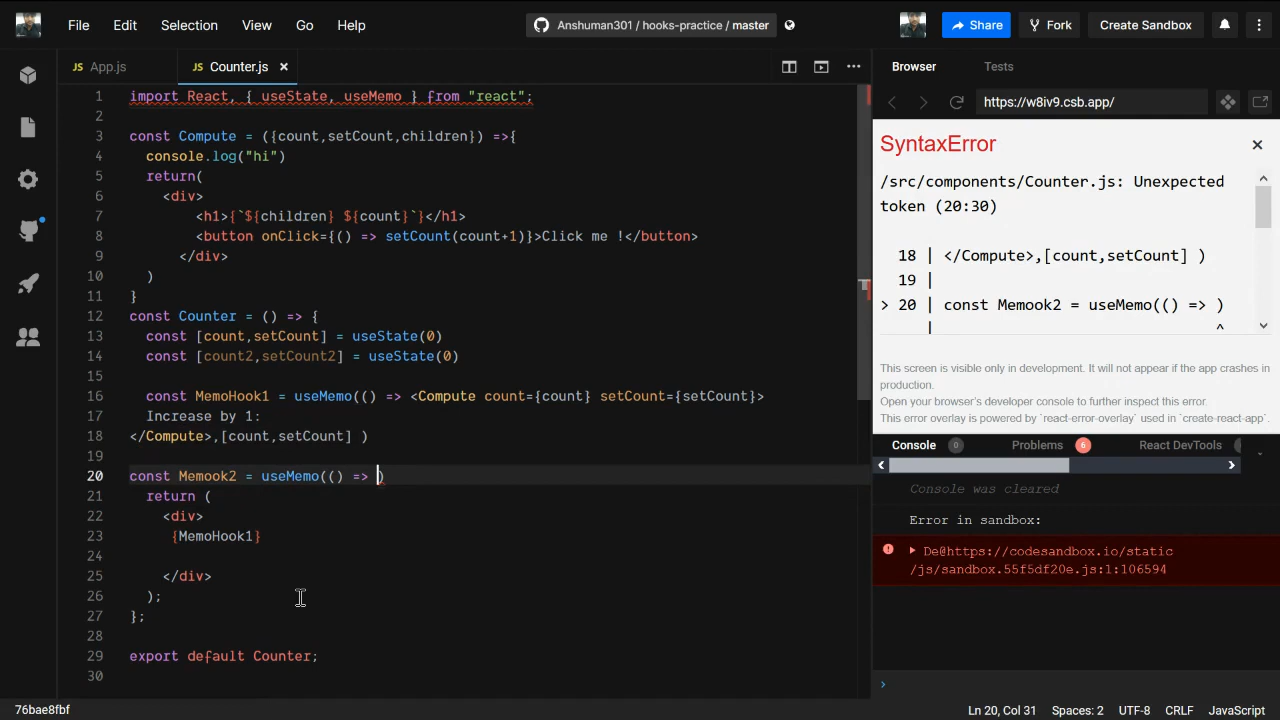 File Edit Selection View Go Help
Anshuman301 / hooks-practice / master
Share Fork Create Sandbox
JS App.js JS Counter.js
1 import React, { useState, useMemo } from "react";
2
3 const Compute = ({count,setCount,children}) =>{
4 console.log("hi")
5 return(
6 <div>
7 <h1>{`${children} ${count}`}</h1>
8 <button onClick={() => setCount(count+1)}>Click me !</button>
9 </div>
10 )
11 }
12 const Counter = () => {
13 const [count,setCount] = useState(0)
14 const [count2,setCount2] = useState(0)
15
16 const MemoHook1 = useMemo(() => <Compute count={count} setCount={setCount}>
17 Increase by 1:
18 </Compute>,[count,setCount] )
19
20 const Memook2 = useMemo(() => )
21 return (
22 <div>
23 {MemoHook1}
24
25 </div>
26 );
27 };
28
29 export default Counter;
30
Browser Tests
https://w8iv9.csb.app/
SyntaxError
/src/components/Counter.js: Unexpected
token (20:30)
18 | </Compute>,[count,setCount] )
19 |
> 20 | const Memook2 = useMemo(() => )
| ^
This screen is visible only in development. It will not appear if the app crashes in
production.
Open your browser's developer console to further inspect this error.
This error overlay is powered by `react-error-overlay` used in `create-react-app`.
Console 0 Problems 6 React DevTools
Console was cleared
Error in sandbox:
De@https://codesandbox.io/static
/js/sandbox.55f5df20e.js:1:106594
76bae8fbf
Ln 20, Col 31 Spaces: 2 UTF-8 CRLF JavaScript